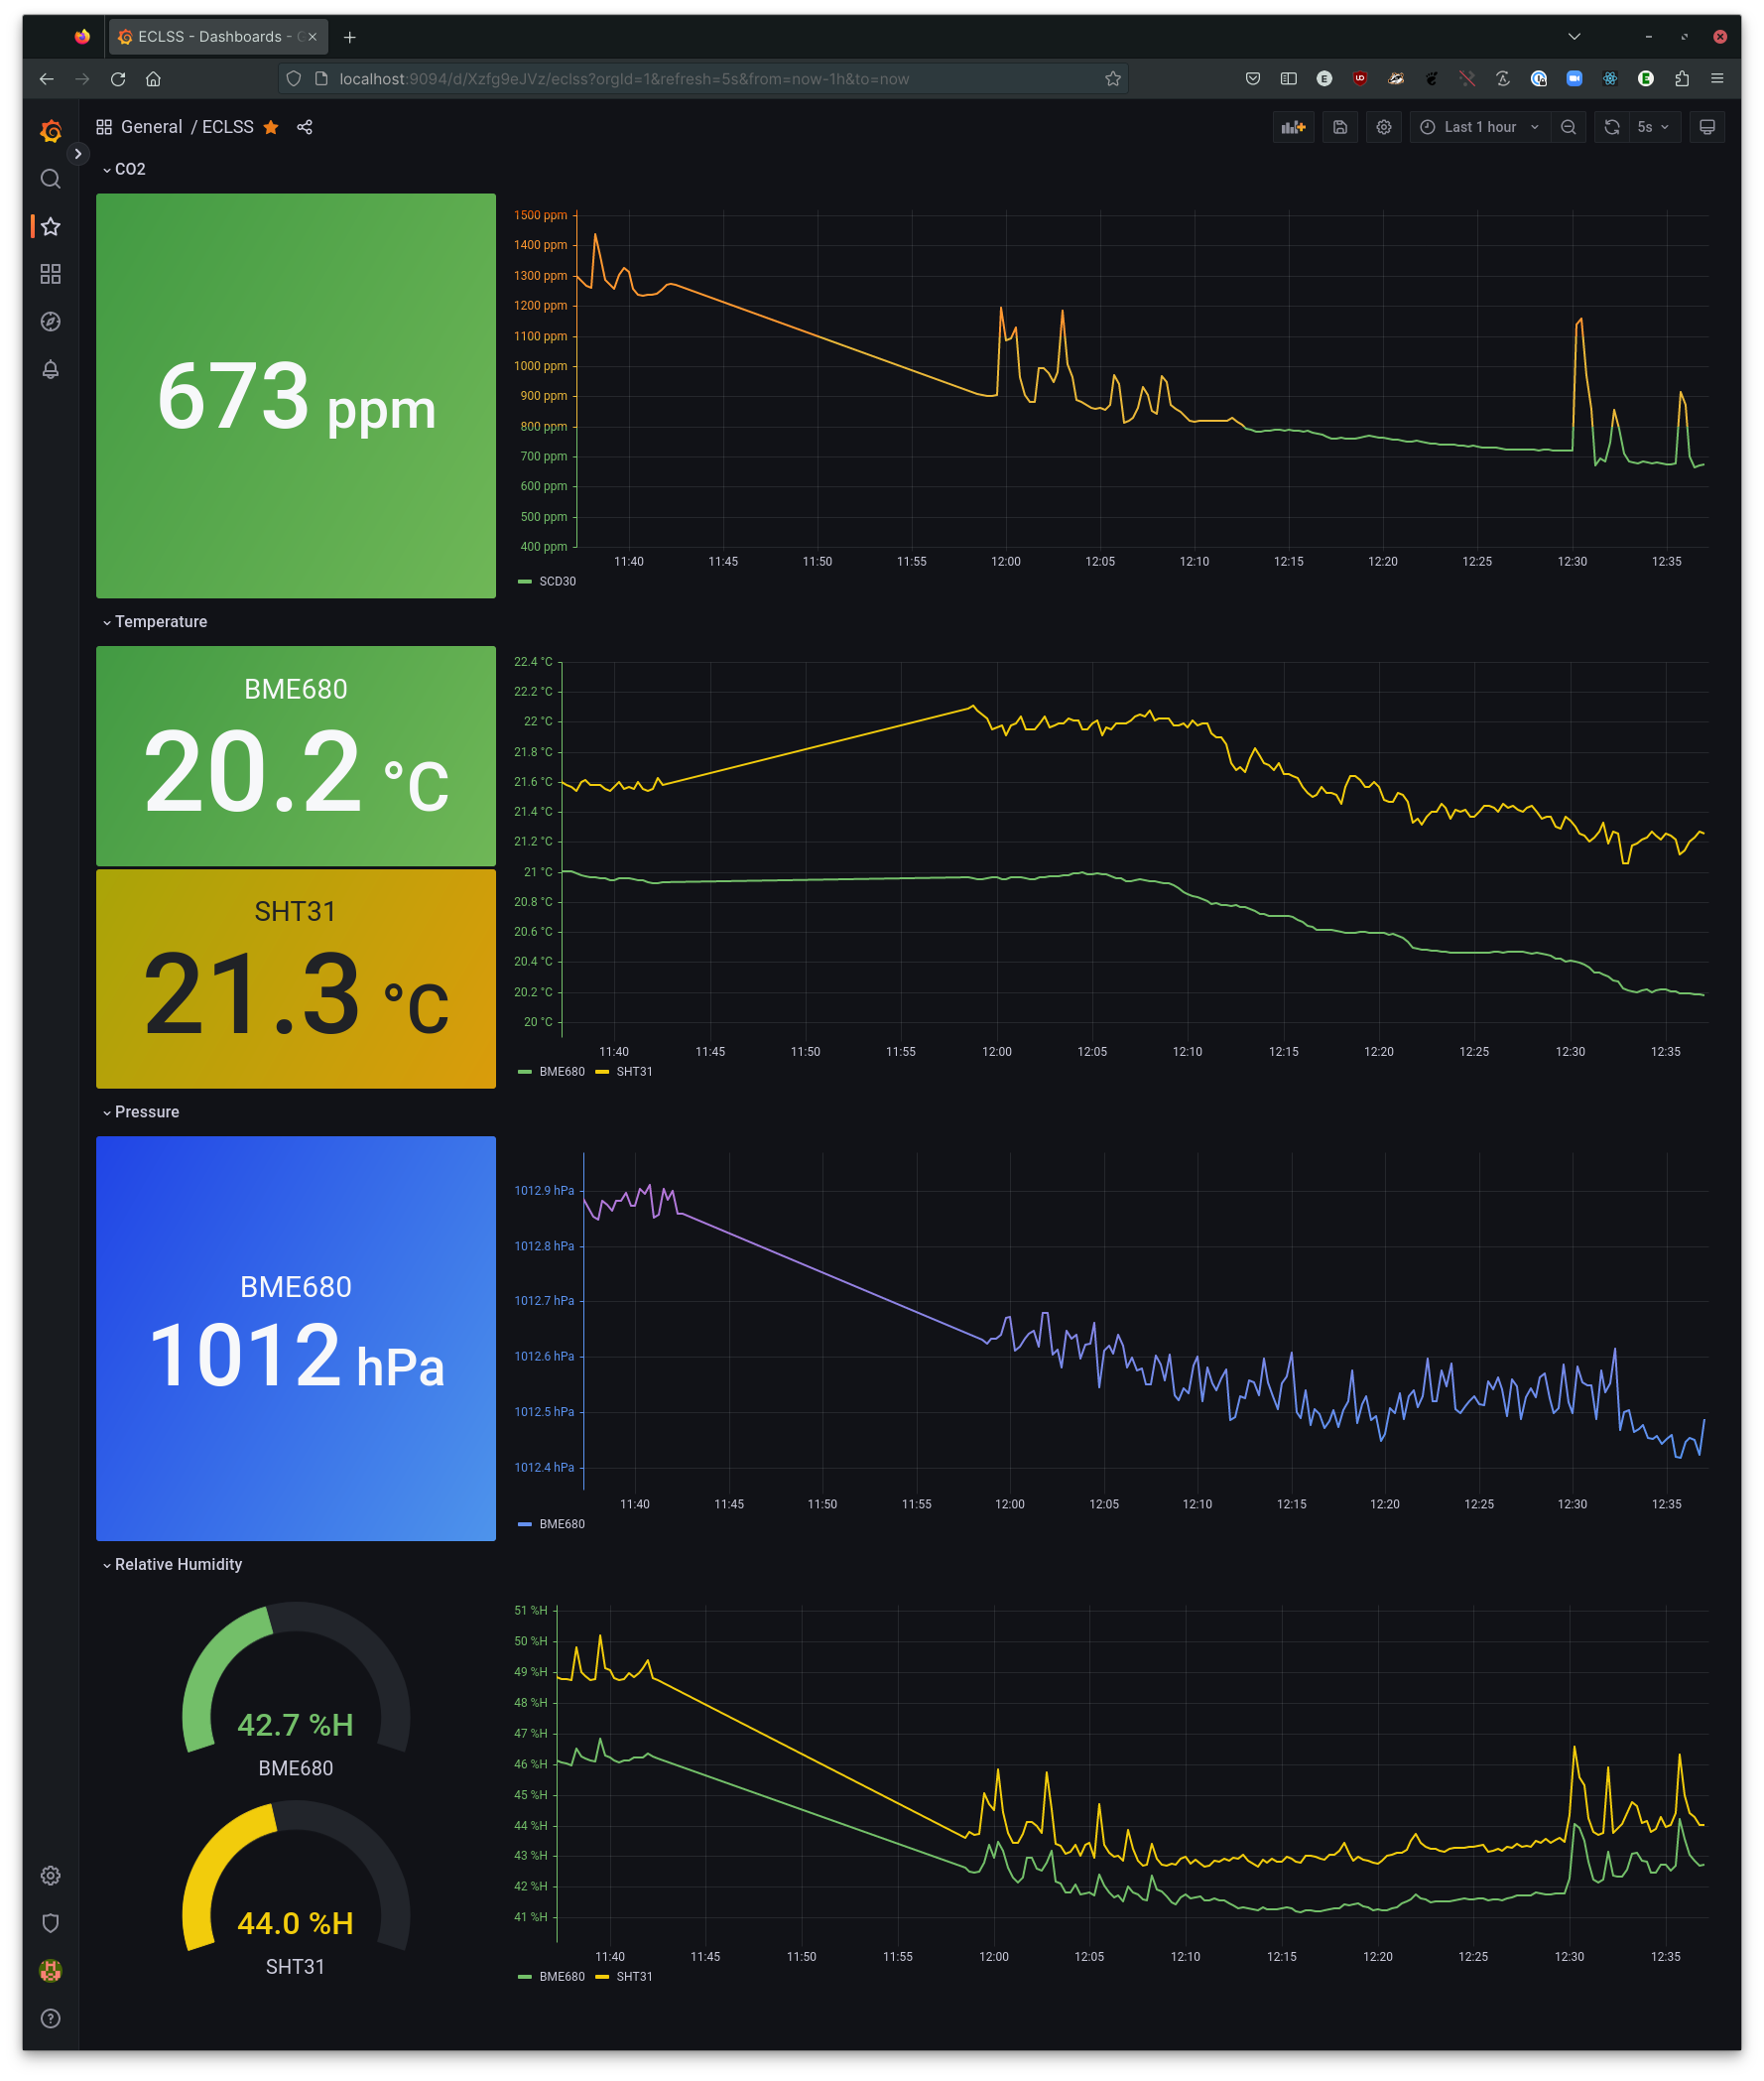 ECLSS - Dashboards - G
localhost:9094/d/Xzfg9eJVz/eclss?orgId=1&refresh=5s&from=now-1h&to=now
General / ECLSS
Last 1 hour
5s
CO2
673 ppm
1500 ppm
1400 ppm
1300 ppm
1200 ppm
1100 ppm
1000 ppm
900 ppm
800 ppm
700 ppm
600 ppm
500 ppm
400 ppm
11:40 11:45 11:50 11:55 12:00 12:05 12:10 12:15 12:20 12:25 12:30 12:35
SCD30
Temperature
BME680
20.2 °C
SHT31
21.3 °C
22.4 °C
22.2 °C
22 °C
21.8 °C
21.6 °C
21.4 °C
21.2 °C
21 °C
20.8 °C
20.6 °C
20.4 °C
20.2 °C
20 °C
11:40 11:45 11:50 11:55 12:00 12:05 12:10 12:15 12:20 12:25 12:30 12:35
BME680 SHT31
Pressure
BME680
1012 hPa
1012.9 hPa
1012.8 hPa
1012.7 hPa
1012.6 hPa
1012.5 hPa
1012.4 hPa
11:40 11:45 11:50 11:55 12:00 12:05 12:10 12:15 12:20 12:25 12:30 12:35
BME680
Relative Humidity
42.7 %H
BME680
44.0 %H
SHT31
51 %H
50 %H
49 %H
48 %H
47 %H
46 %H
45 %H
44 %H
43 %H
42 %H
41 %H
11:40 11:45 11:50 11:55 12:00 12:05 12:10 12:15 12:20 12:25 12:30 12:35
BME680 SHT31